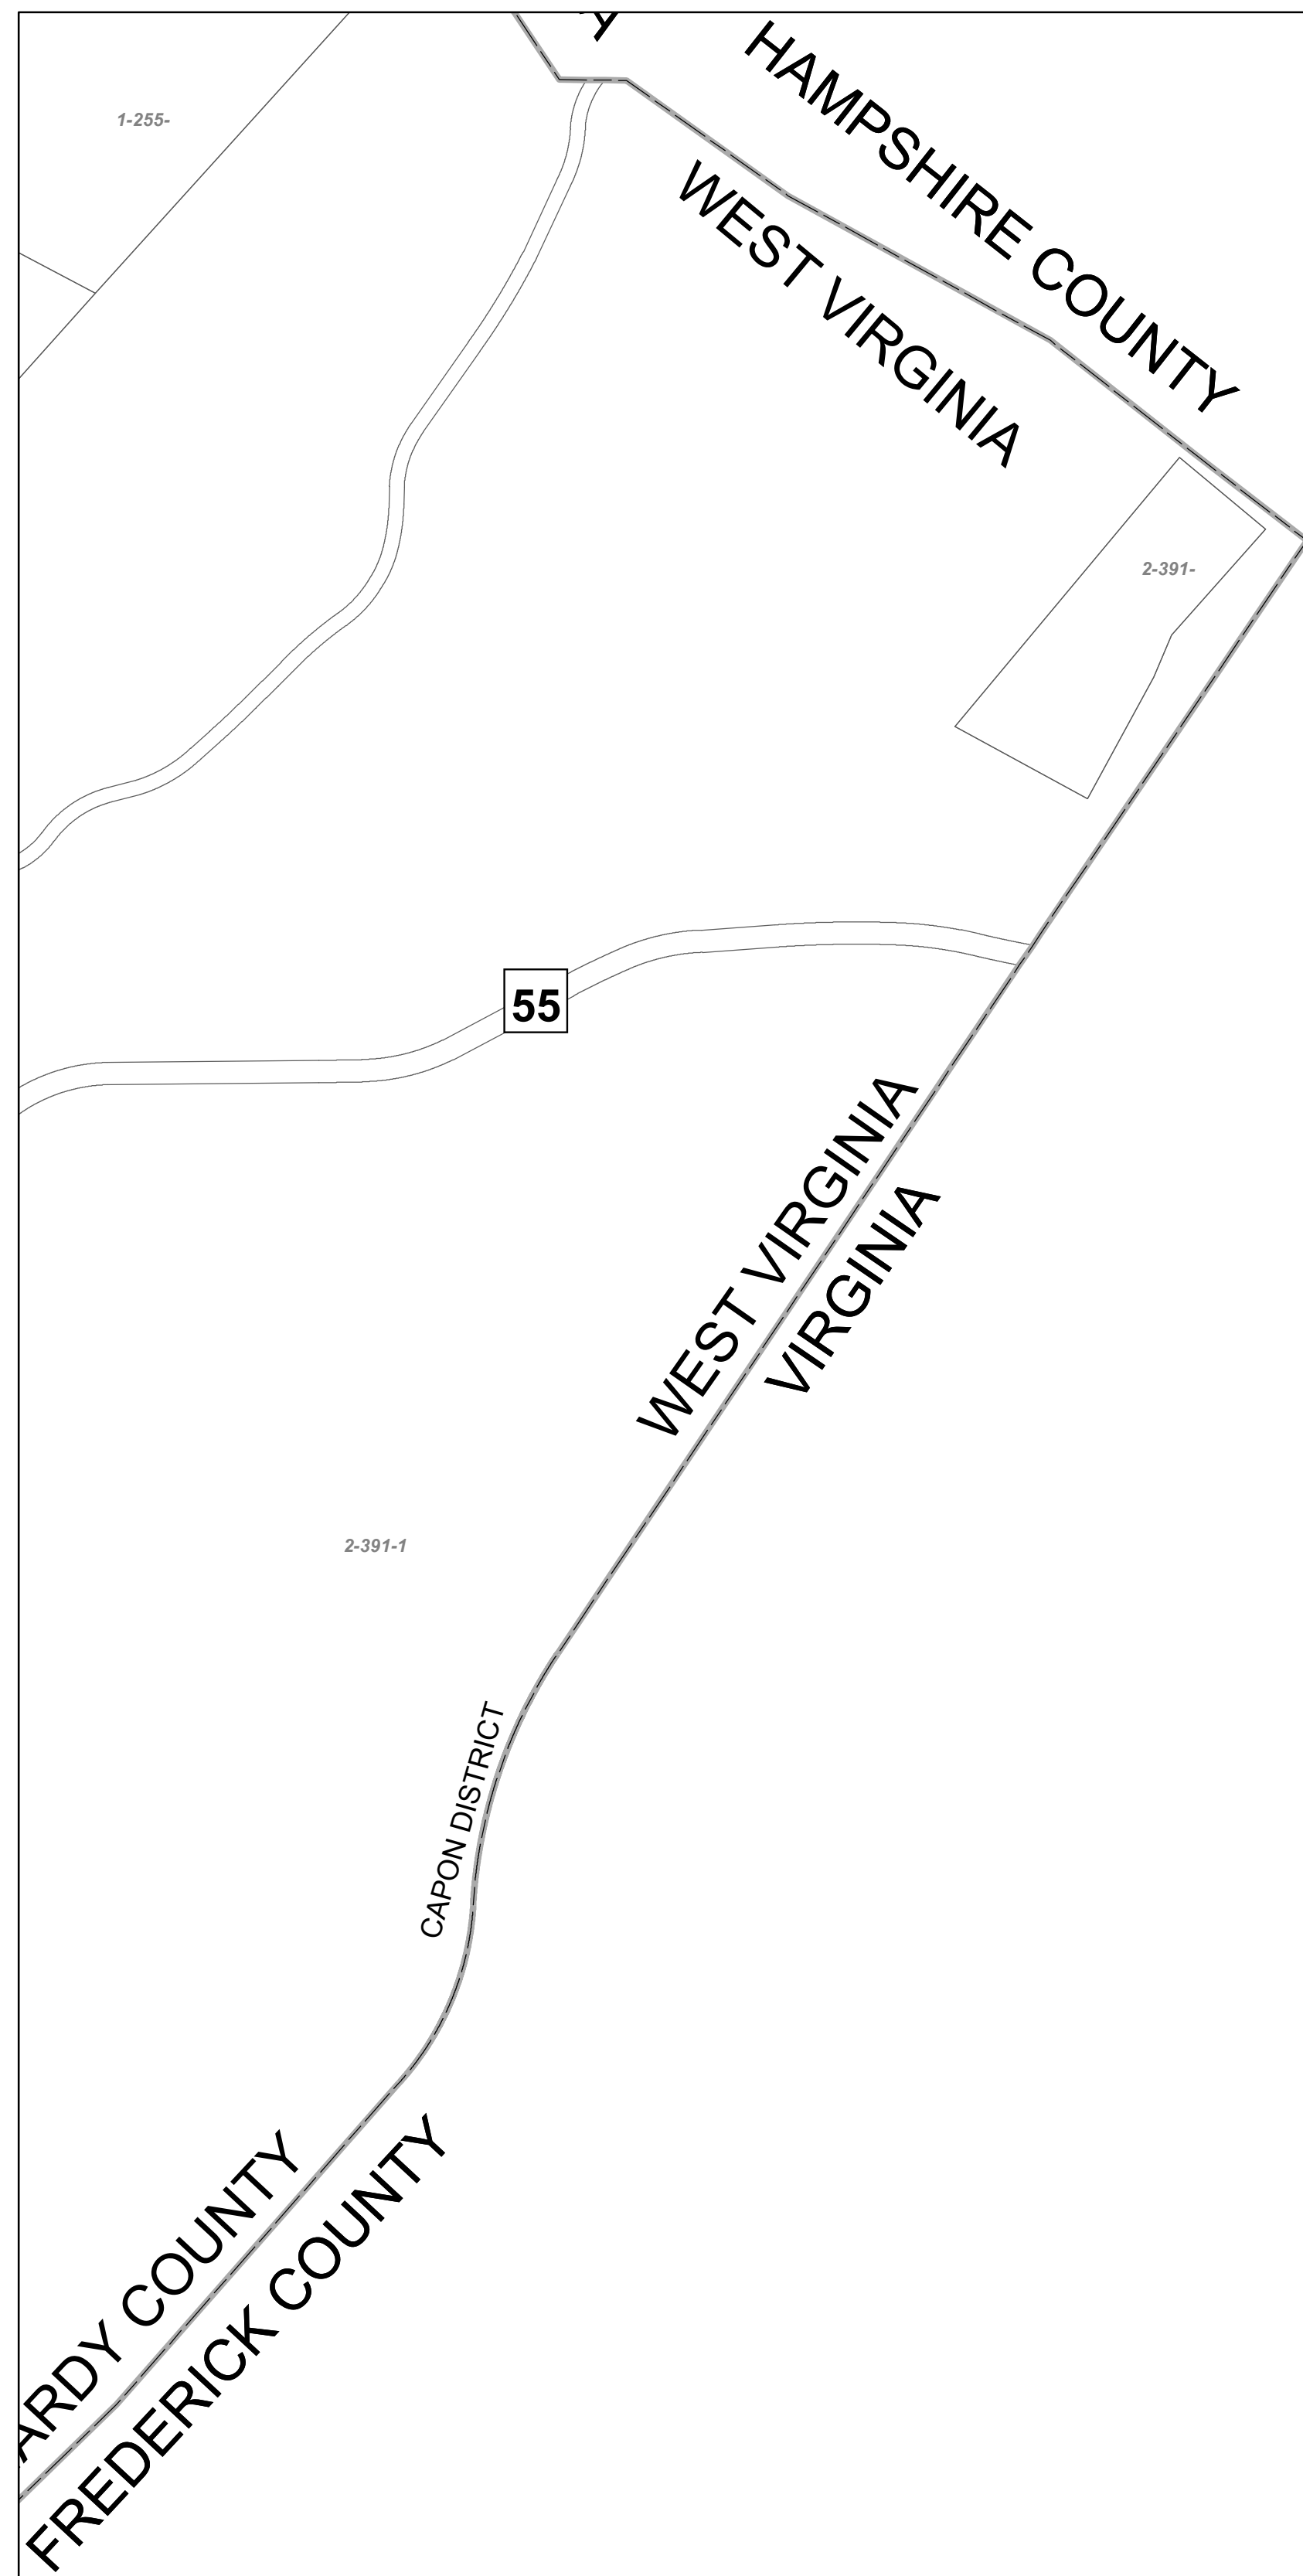 HAMPSHIRE COUNTY
1-255-
WEST VIRGINIA
2-391-
55
WEST VIRGINIA
VIRGINIA
2-391-1
CAPON DISTRICT
ARDY COUNTY
FREDERICK COUNTY